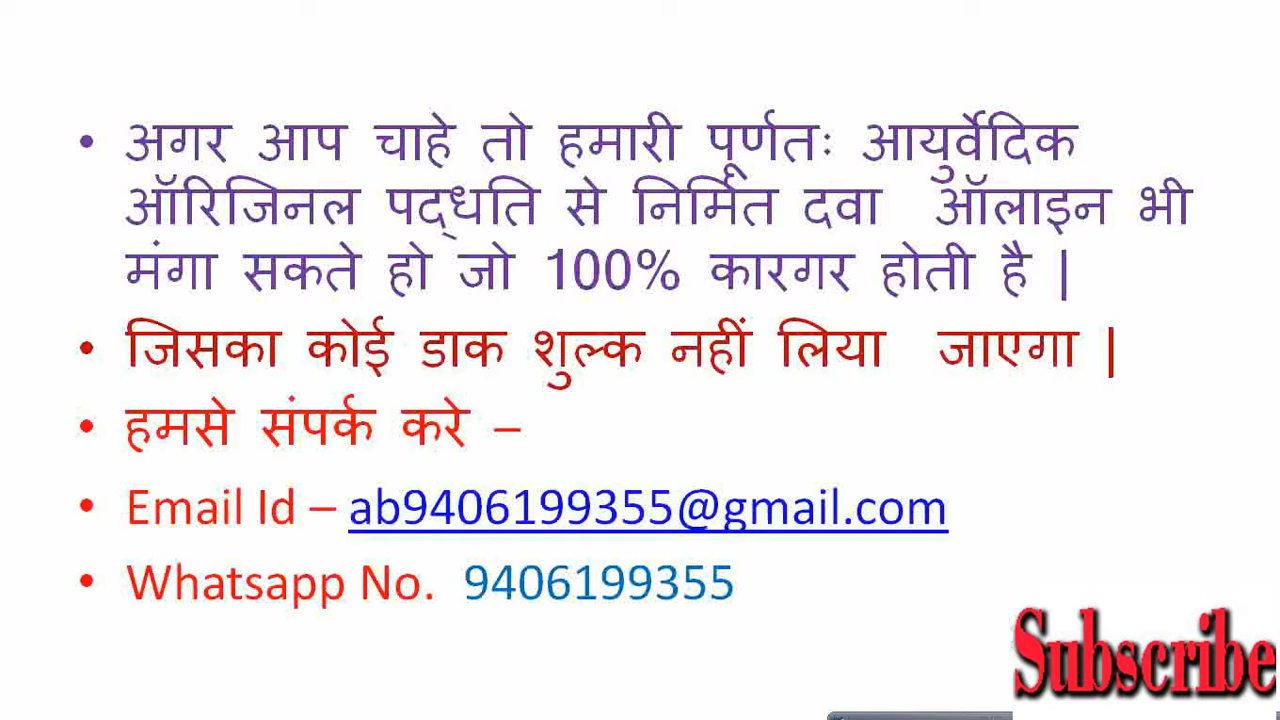 • अगर आप चाहे तो हमारी पूर्णतः आयुर्वेदिक
ऑरिजिनल पद्धति से निर्मित दवा ऑलाइन भी
मंगा सकते हो जो 100% कारगर होती है |
• जिसका कोई डाक शुल्क नहीं लिया जाएगा |
• हमसे संपर्क करे –
• Email Id – ab9406199355@gmail.com
• Whatsapp No. 9406199355
Subscribe